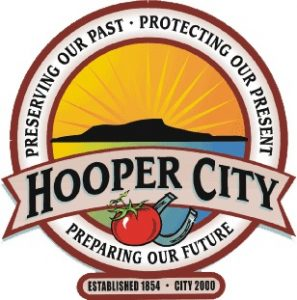 PRESERVING OUR PAST · PROTECTING OUR PRESENT
HOOPER CITY
PREPARING OUR FUTURE
ESTABLISHED 1854 · CITY 2000